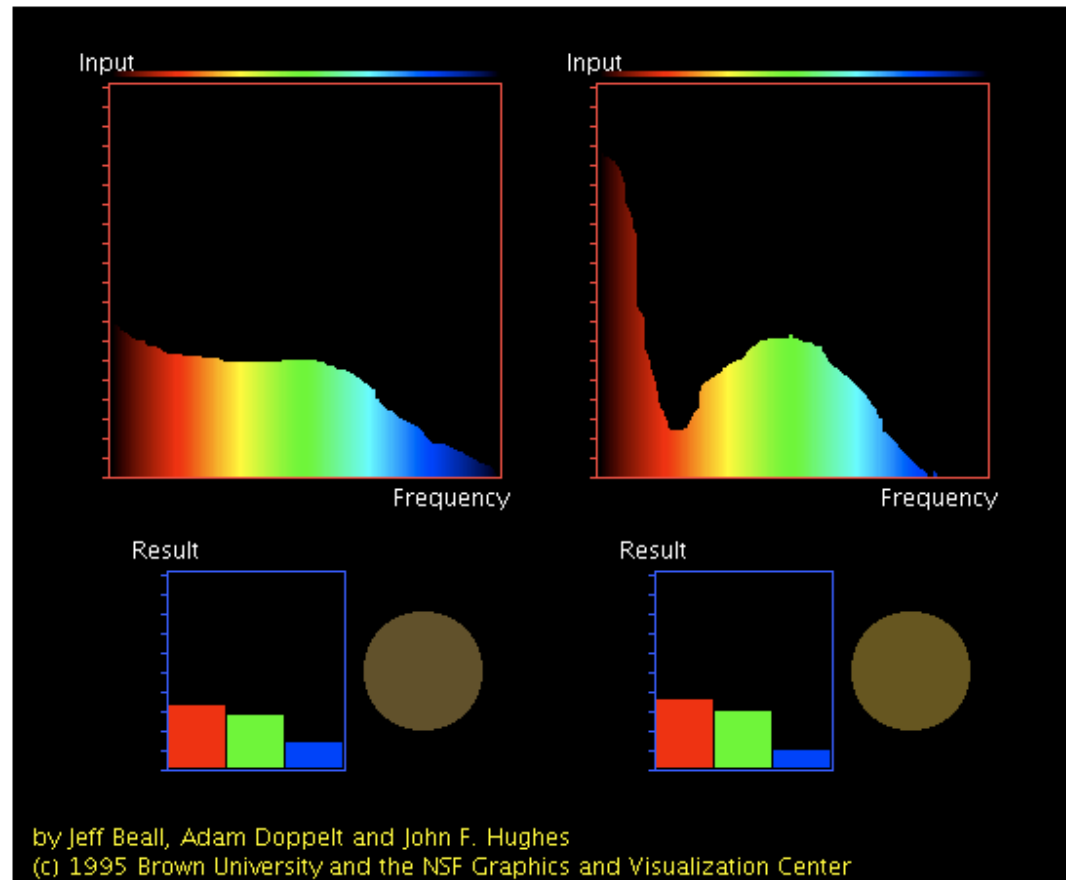 Input
Input
Frequency
Frequency
Result
Result
by Jeff Beall, Adam Doppelt and John F. Hughes
(c) 1995 Brown University and the NSF Graphics and Visualization Center